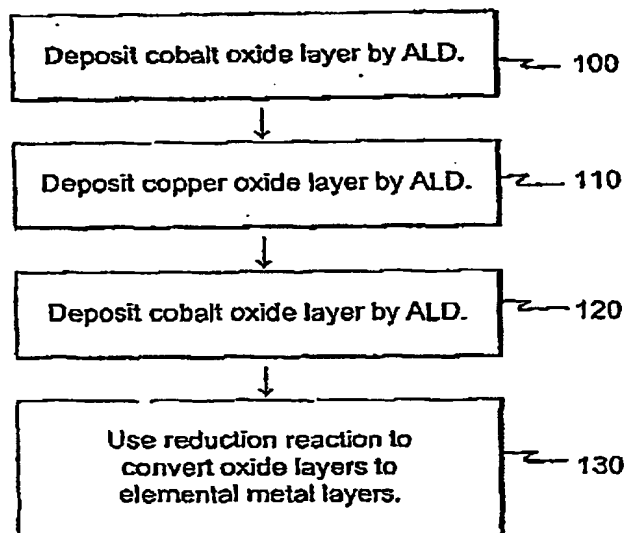 Deposit cobalt oxide layer by ALD.
100
Deposit copper oxide layer by ALD.
110
Deposit cobalt oxide layer by ALD.
120
Use reduction reaction to
convert oxide layers to
elemental metal layers.
130